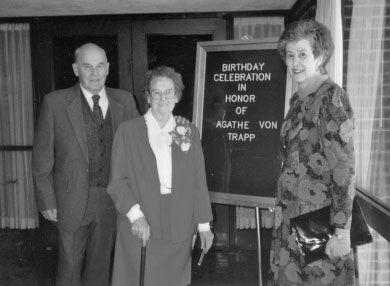 BIRTHDAY
CELEBRATION
IN
HONOR
OF
AGATHE VON
TRAPP